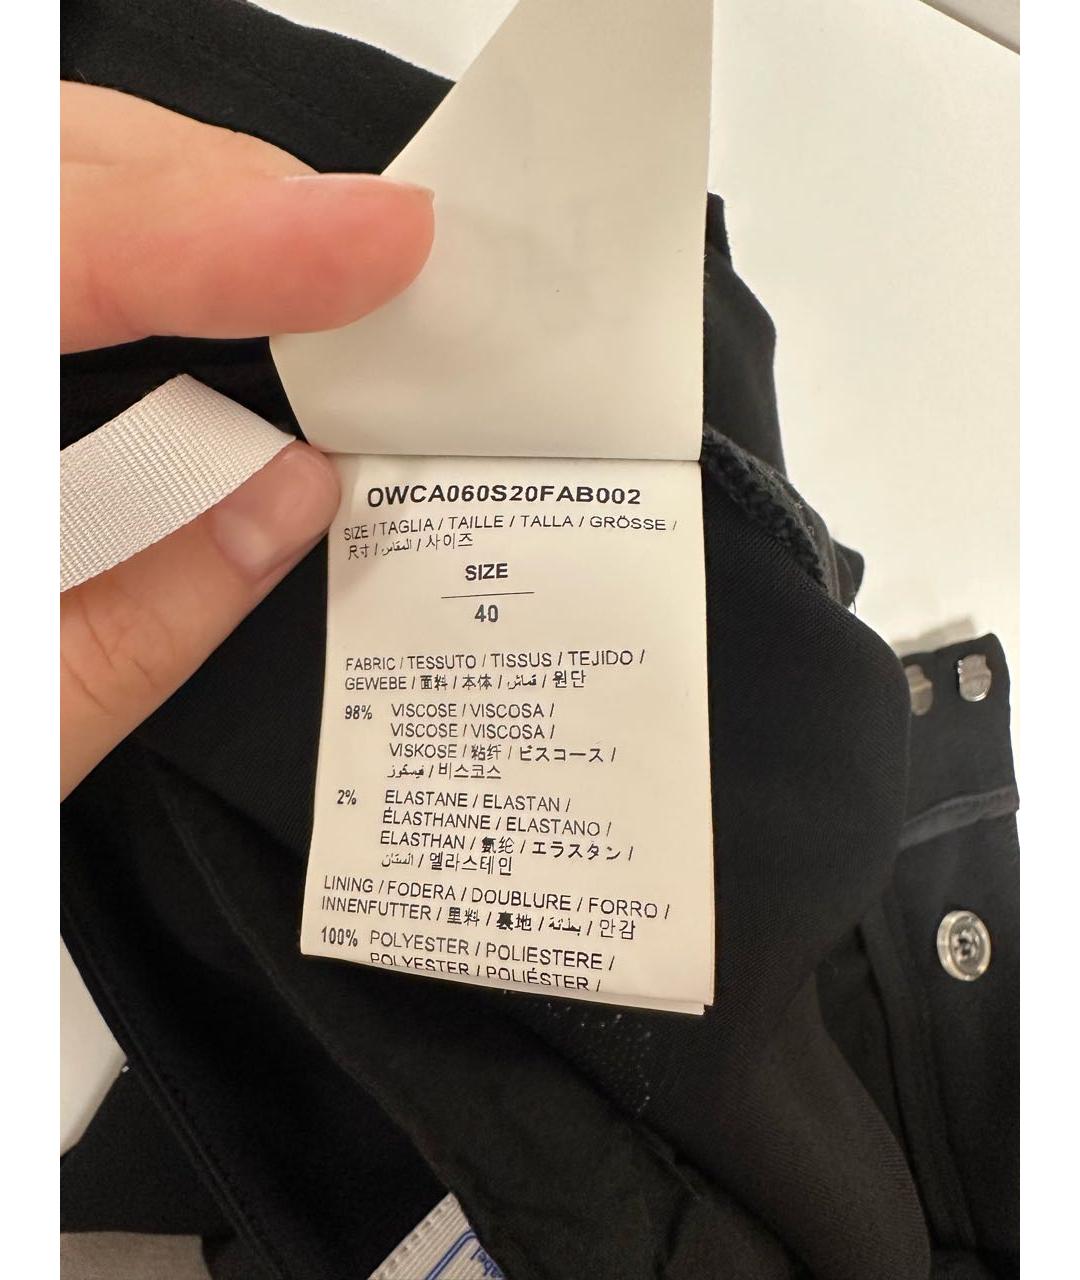 OWCA060S20FAB002
SIZE / TAGLIA / TAILLE / TALLA / GRÖSSE /
尺寸 / المقاس / 사이즈
SIZE
40
FABRIC / TESSUTO / TISSUS / TEJIDO /
GEWEBE / 面料 / 本体 / قماش / 원단
98% VISCOSE / VISCOSA /
VISCOSE / VISCOSA /
VISKOSE / 粘纤 / ビスコース /
فيسكوز / 비스코스
2% ELASTANE / ELASTAN /
ÉLASTHANNE / ELASTANO /
ELASTHAN / 氨纶 / エラスタン /
الستان / 엘라스테인
LINING / FODERA / DOUBLURE / FORRO /
INNENFUTTER / 里料 / 裏地 / بطانة / 안감
100% POLYESTER / POLIESTERE /
POLYESTER / POLIÉSTER /
abel